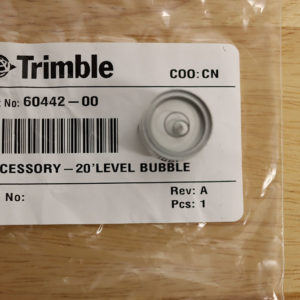 Trimble
COO: CN
t No: 60442-00
CESSORY-20'LEVEL BUBBLE
No:
Rev: A
Pcs: 1